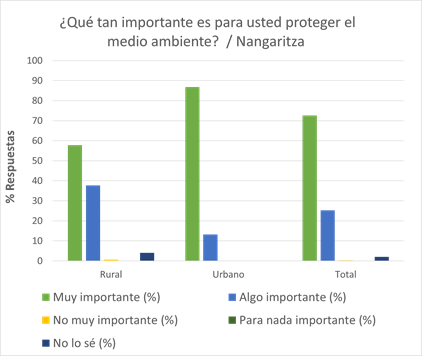 ¿Qué tan importante es para usted proteger el
medio ambiente? / Nangaritza
% Respuestas
100
90
80
70
60
50
40
30
20
10
0
Rural Urbano Total
Muy importante (%) Algo importante (%)
No muy importante (%) Para nada importante (%)
No lo sé (%)